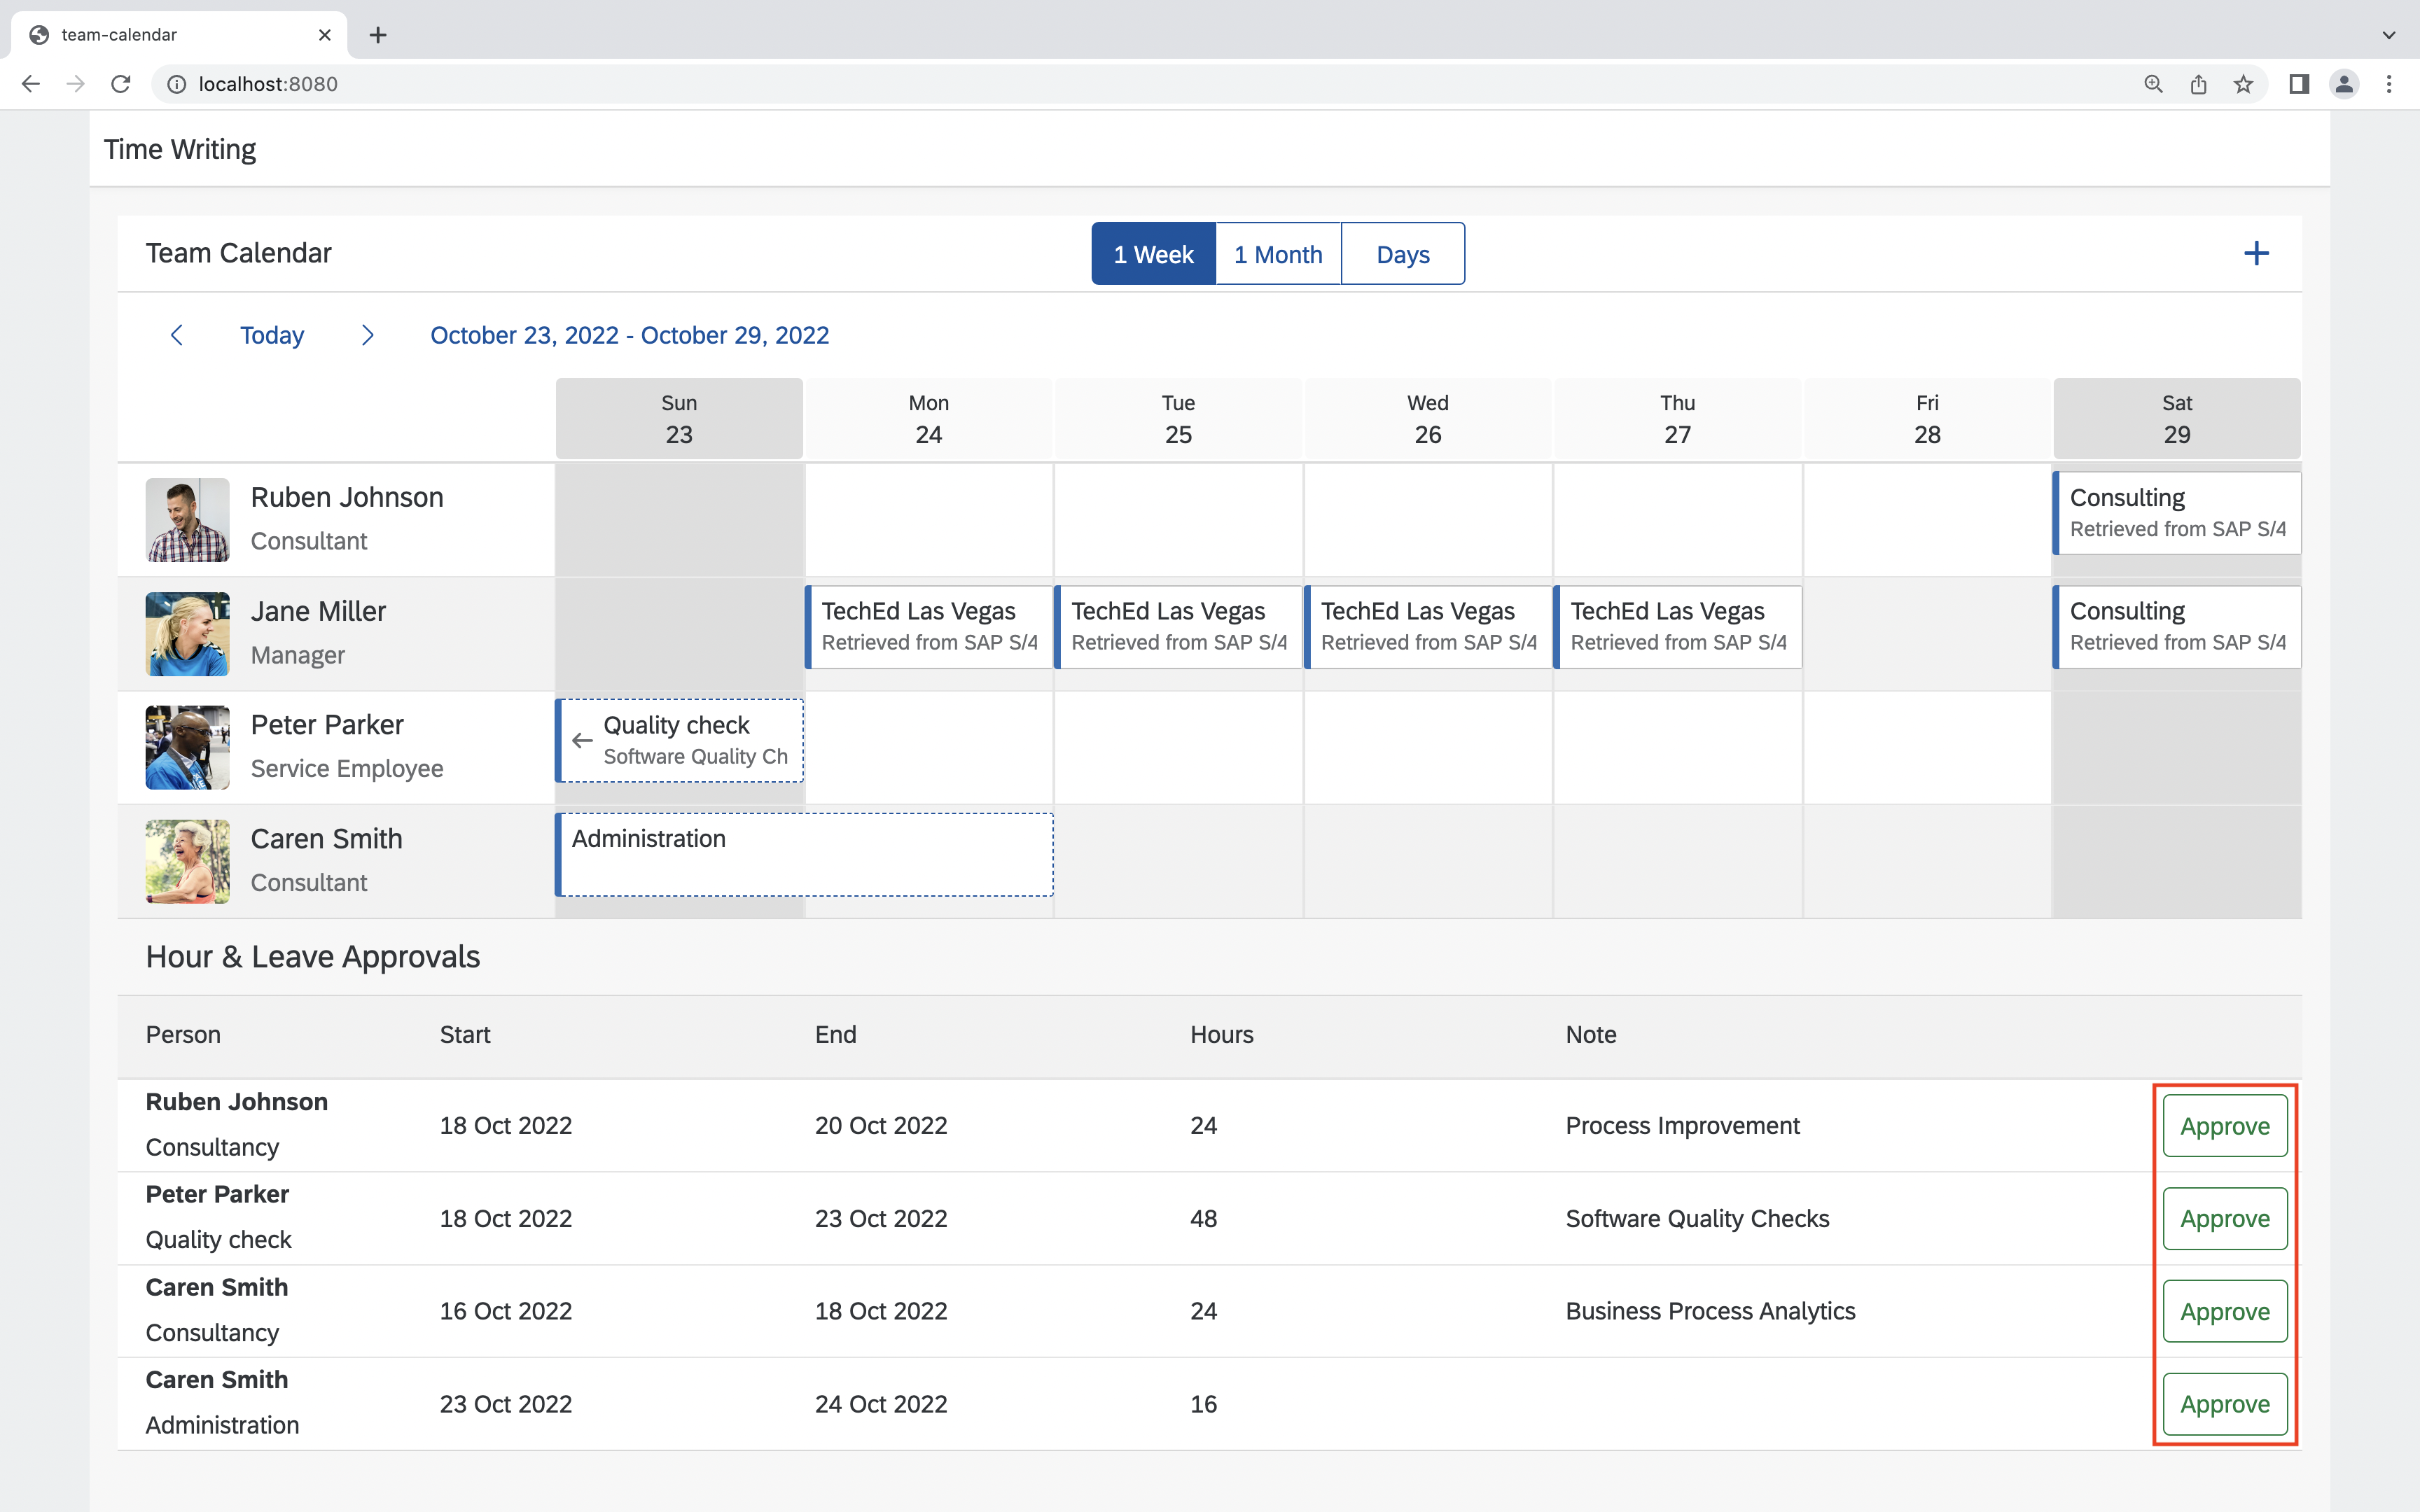 team-calendar
localhost:8080
Time Writing
Team Calendar
1 Week
1 Month
Days
Today
October 23, 2022 - October 29, 2022
Sun
23
Mon
24
Tue
25
Wed
26
Thu
27
Fri
28
Sat
29
Ruben Johnson
Consultant
Consulting
Retrieved from SAP S/4
Jane Miller
Manager
TechEd Las Vegas
Retrieved from SAP S/4
TechEd Las Vegas
Retrieved from SAP S/4
TechEd Las Vegas
Retrieved from SAP S/4
TechEd Las Vegas
Retrieved from SAP S/4
Consulting
Retrieved from SAP S/4
Peter Parker
Service Employee
Quality check
Software Quality Ch
Caren Smith
Consultant
Administration
Hour & Leave Approvals
Person Start End Hours Note
Ruben Johnson
Consultancy
18 Oct 2022 20 Oct 2022 24 Process Improvement Approve
Peter Parker
Quality check
18 Oct 2022 23 Oct 2022 48 Software Quality Checks Approve
Caren Smith
Consultancy
16 Oct 2022 18 Oct 2022 24 Business Process Analytics Approve
Caren Smith
Administration
23 Oct 2022 24 Oct 2022 16 Approve